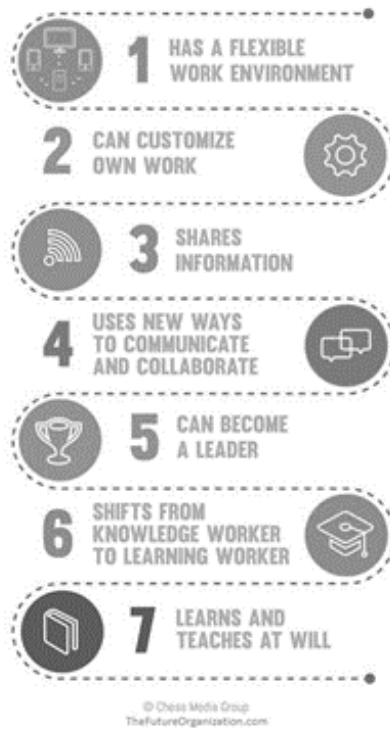 1 HAS A FLEXIBLE
WORK ENVIRONMENT
2 CAN CUSTOMIZE
OWN WORK
3 SHARES
INFORMATION
4 USES NEW WAYS
TO COMMUNICATE
AND COLLABORATE
5 CAN BECOME
A LEADER
6 SHIFTS FROM
KNOWLEDGE WORKER
TO LEARNING WORKER
7 LEARNS AND
TEACHES AT WILL
© Chess Media Group
TheFutureOrganization.com